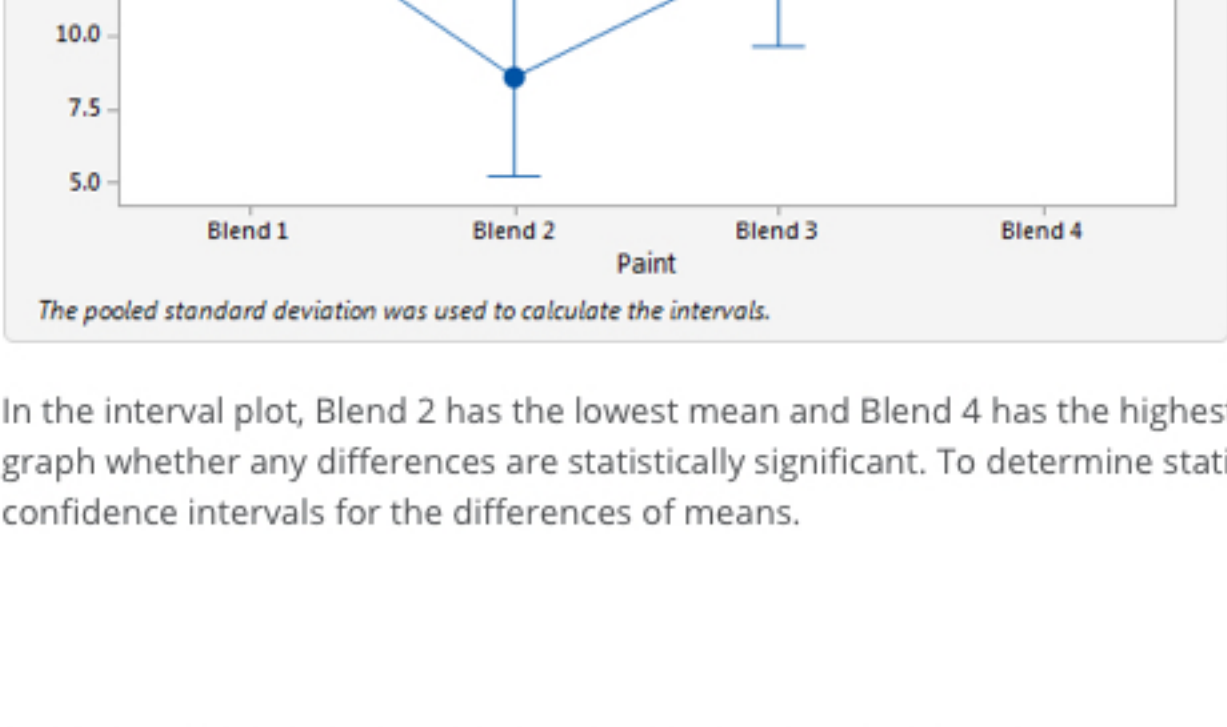 10.0
7.5
5.0
Blend 1 Blend 2 Blend 3 Blend 4
Paint
The pooled standard deviation was used to calculate the intervals.
In the interval plot, Blend 2 has the lowest mean and Blend 4 has the highest
graph whether any differences are statistically significant. To determine stati
confidence intervals for the differences of means.